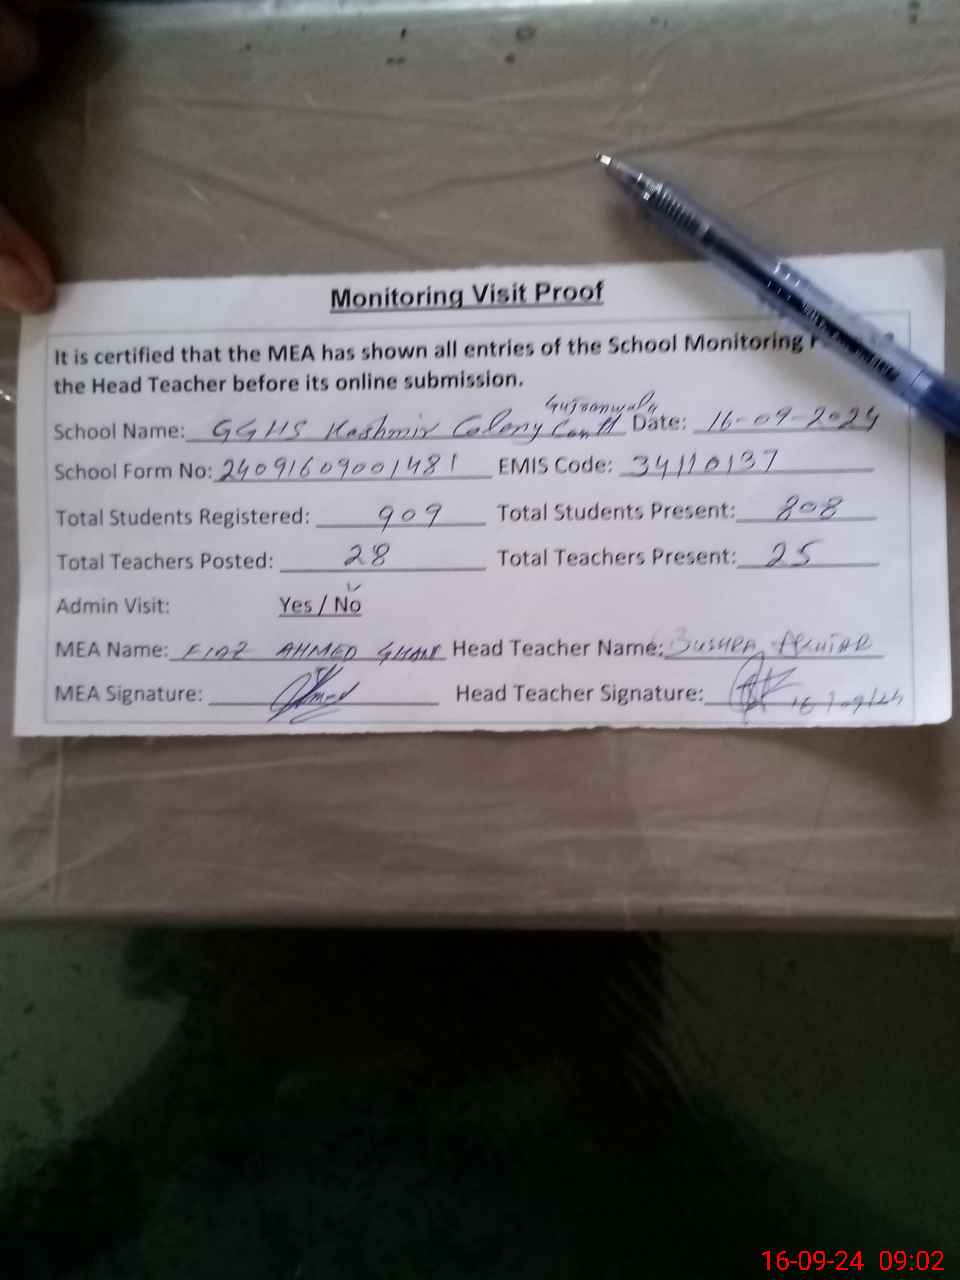 Monitoring Visit Proof
It is certified that the MEA has shown all entries of the School Monitoring
the Head Teacher before its online submission.
Gujranwala
School Name: GGHS Kashmir Colony Cantt Date: 16-09-2024
School Form No: 24091609001481 EMIS Code: 34110137
Total Students Registered: 909 Total Students Present: 808
Total Teachers Posted: 28 Total Teachers Present: 25
Admin Visit: Yes / No
MEA Name: AHMED Head Teacher Name: BUSHRA AKHTAR
MEA Signature: Head Teacher Signature: 16/09/24
16-09-24 09:02